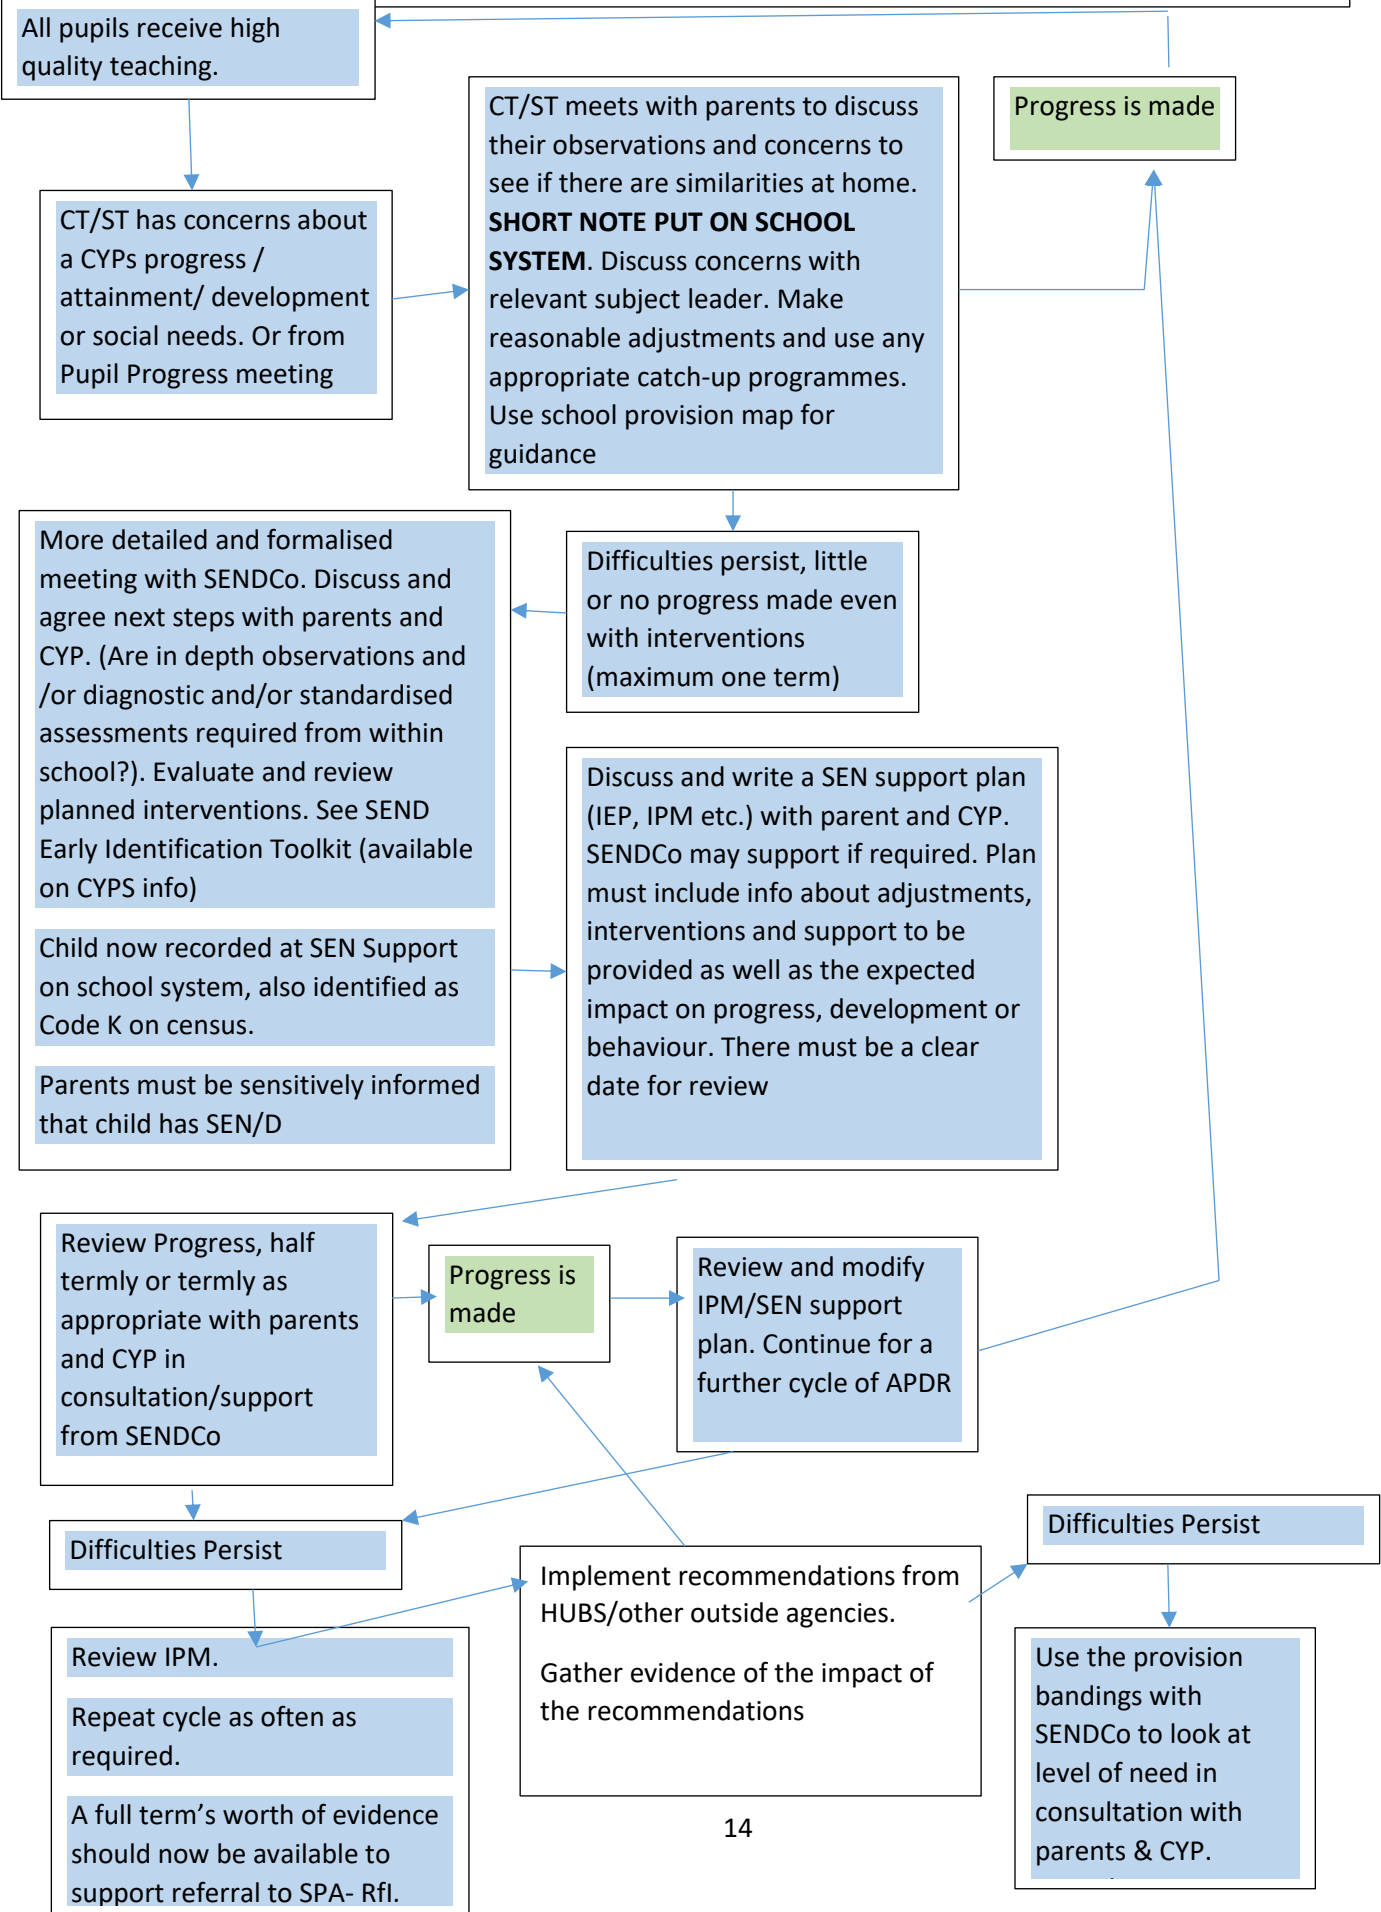 All pupils receive high
quality teaching.
Progress is made
CT/ST meets with parents to discuss
their observations and concerns to
see if there are similarities at home.
SHORT NOTE PUT ON SCHOOL
SYSTEM. Discuss concerns with
relevant subject leader. Make
reasonable adjustments and use any
appropriate catch-up programmes.
Use school provision map for
guidance
CT/ST has concerns about
a CYPs progress /
attainment/ development
or social needs. Or from
Pupil Progress meeting
More detailed and formalised
meeting with SENDCo. Discuss and
agree next steps with parents and
CYP. (Are in depth observations and
/or diagnostic and/or standardised
assessments required from within
school?). Evaluate and review
planned interventions. See SEND
Early Identification Toolkit (available
on CYPS info)
Child now recorded at SEN Support
on school system, also identified as
Code K on census.
Parents must be sensitively informed
that child has SEN/D
Difficulties persist, little
or no progress made even
with interventions
(maximum one term)
Discuss and write a SEN support plan
(IEP, IPM etc.) with parent and CYP.
SENDCo may support if required. Plan
must include info about adjustments,
interventions and support to be
provided as well as the expected
impact on progress, development or
behaviour. There must be a clear
date for review
Review Progress, half
termly or termly as
appropriate with parents
and CYP in
consultation/support
from SENDCo
Progress is
made
Review and modify
IPM/SEN support
plan. Continue for a
further cycle of APDR
Difficulties Persist
Difficulties Persist
Implement recommendations from
HUBS/other outside agencies.
Gather evidence of the impact of
the recommendations
Review IPM.
Repeat cycle as often as
required.
A full term’s worth of evidence
should now be available to
support referral to SPA- RfI.
Use the provision
bandings with
SENDCo to look at
level of need in
consultation with
parents & CYP.
14